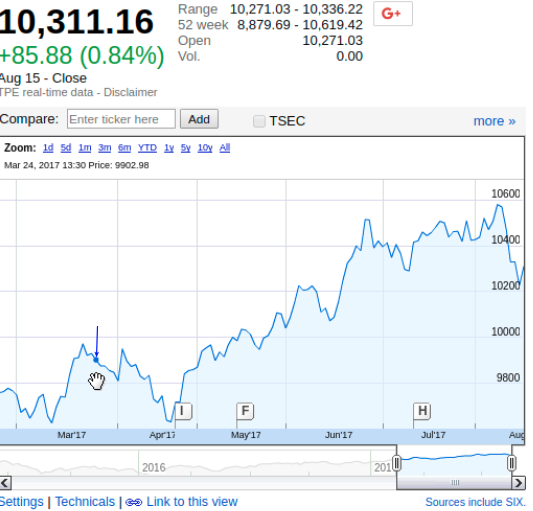 10,311.16
+85.88 (0.84%)
Aug 15 - Close
TPE real-time data - Disclaimer
Range 10,271.03 - 10,336.22
52 week 8,879.69 - 10,619.42
Open 10,271.03
Vol. 0.00
G+
Compare: Enter ticker here Add TSEC more »
Zoom: 1d 5d 1m 3m 6m YTD 1y 5y 10y All
Mar 24, 2017 13:30 Price: 9902.98
10600
10400
10200
10000
9800
I F H
Mar'17 Apr'17 May'17 Jun'17 Jul'17 Aug
2016 201
Settings | Technicals | Link to this view Sources include SIX.